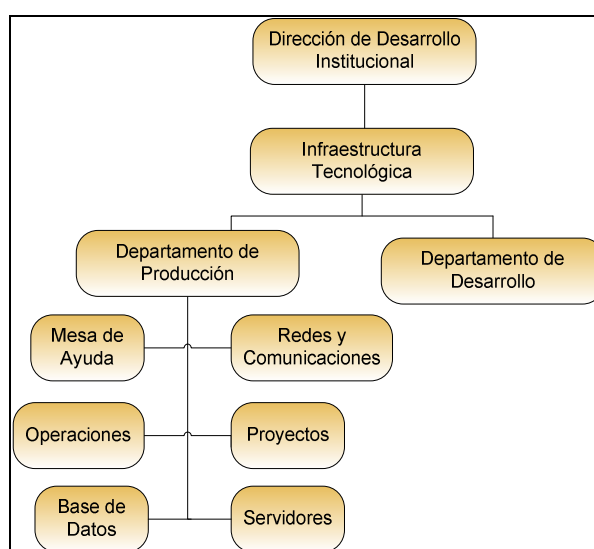 Dirección de Desarrollo
Institucional
Infraestructura
Tecnológica
Departamento de
Producción
Departamento de
Desarrollo
Mesa de
Ayuda
Redes y
Comunicaciones
Operaciones
Proyectos
Base de
Datos
Servidores